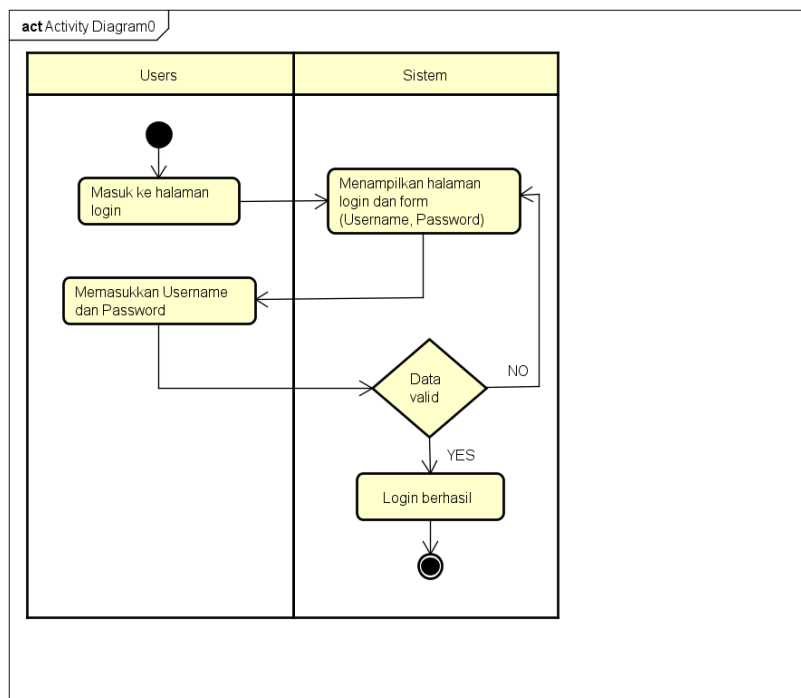 act Activity Diagram0
Users
Sistem
Masuk ke halaman
login
Menampilkan halaman
login dan form
(Username, Password)
Memasukkan Username
dan Password
Data
valid
NO
YES
Login berhasil